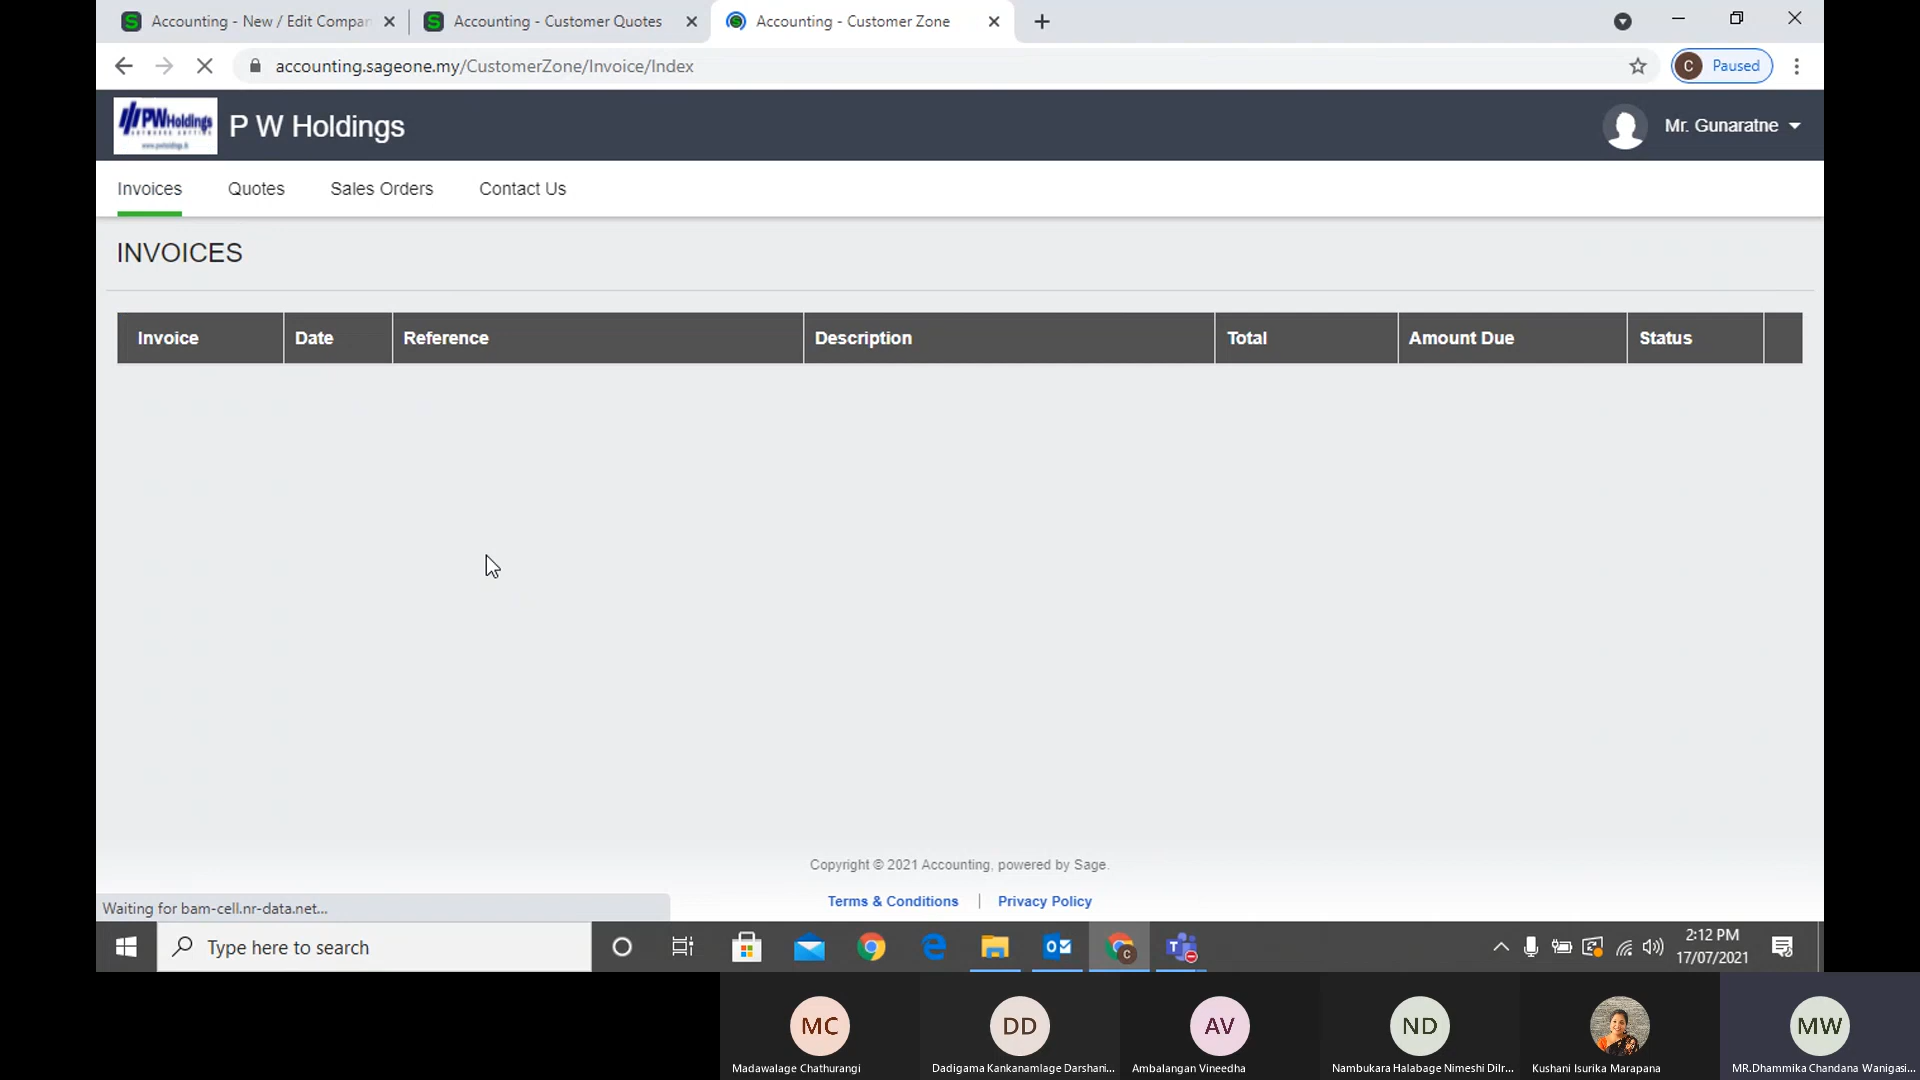 Accounting - New / Edit Compan
Accounting - Customer Quotes
Accounting - Customer Zone
accounting.sageone.my/CustomerZone/Invoice/Index
C Paused
PWHoldings
P W Holdings
Mr. Gunaratne
Invoices Quotes Sales Orders Contact Us
INVOICES
Invoice Date Reference Description Total Amount Due Status
Copyright © 2021 Accounting, powered by Sage.
Terms & Conditions | Privacy Policy
Waiting for bam-cell.nr-data.net...
Type here to search
2:12 PM
17/07/2021
MC DD AV ND MW
Madawalage Chathurangi
Dadigama Kankanamlage Darshani...
Ambalangan Vineedha
Nambukara Halabage Nimeshi Dilr...
Kushani Isurika Marapana
MR.Dhammika Chandana Wanigasi...